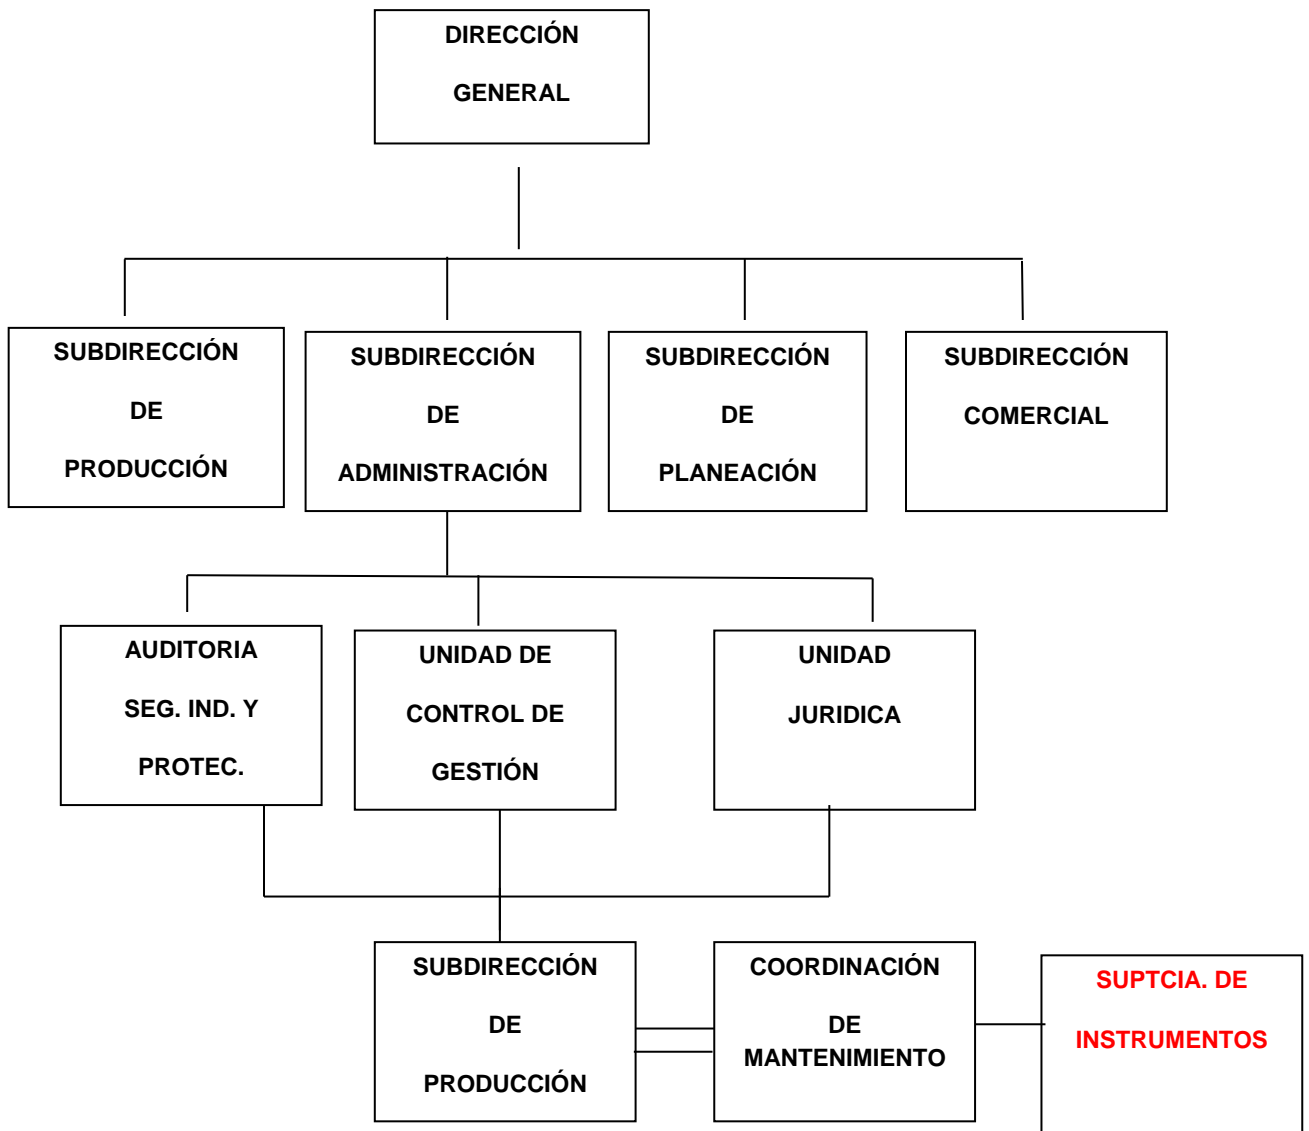 DIRECCIÓN
GENERAL
SUBDIRECCIÓN
DE
PRODUCCIÓN
SUBDIRECCIÓN
DE
ADMINISTRACIÓN
SUBDIRECCIÓN
DE
PLANEACIÓN
SUBDIRECCIÓN
COMERCIAL
AUDITORIA
SEG. IND. Y
PROTEC.
UNIDAD DE
CONTROL DE
GESTIÓN
UNIDAD
JURIDICA
SUBDIRECCIÓN
DE
PRODUCCIÓN
COORDINACIÓN
DE
MANTENIMIENTO
SUPTCIA. DE
INSTRUMENTOS